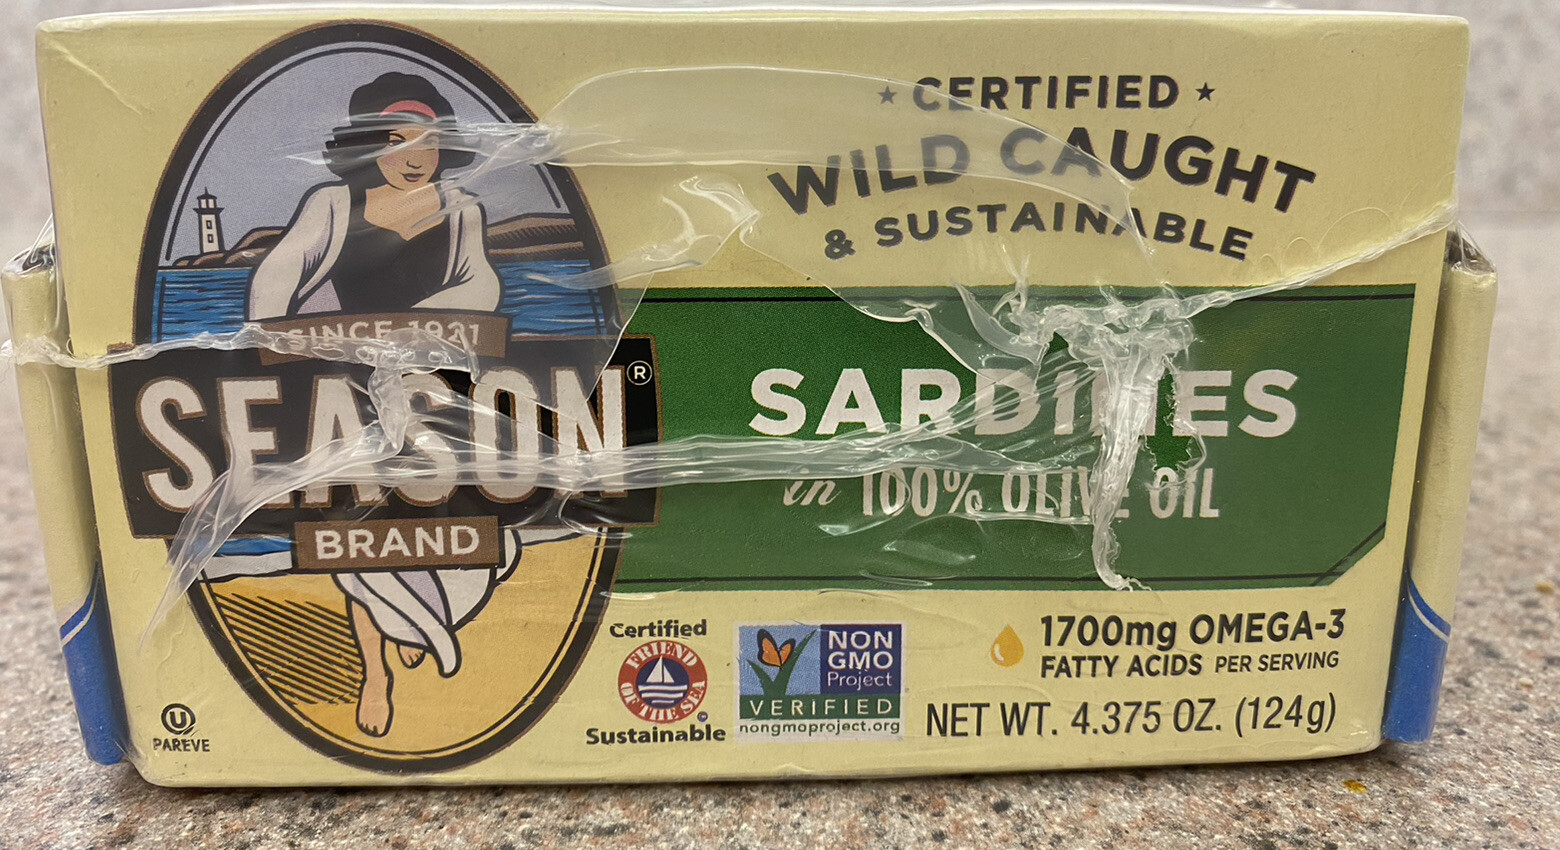 ★ CERTIFIED ★
WILD CAUGHT
& SUSTAINABLE
SINCE 1921
SEASON®
BRAND
SARDINES
in 100% OLIVE OIL
Certified
FRIEND
OF THE SEA
©
Sustainable
NON
GMO
Project
VERIFIED
nongmoproject.org
1700mg OMEGA-3
FATTY ACIDS PER SERVING
NET WT. 4.375 OZ. (124g)
U
PAREVE